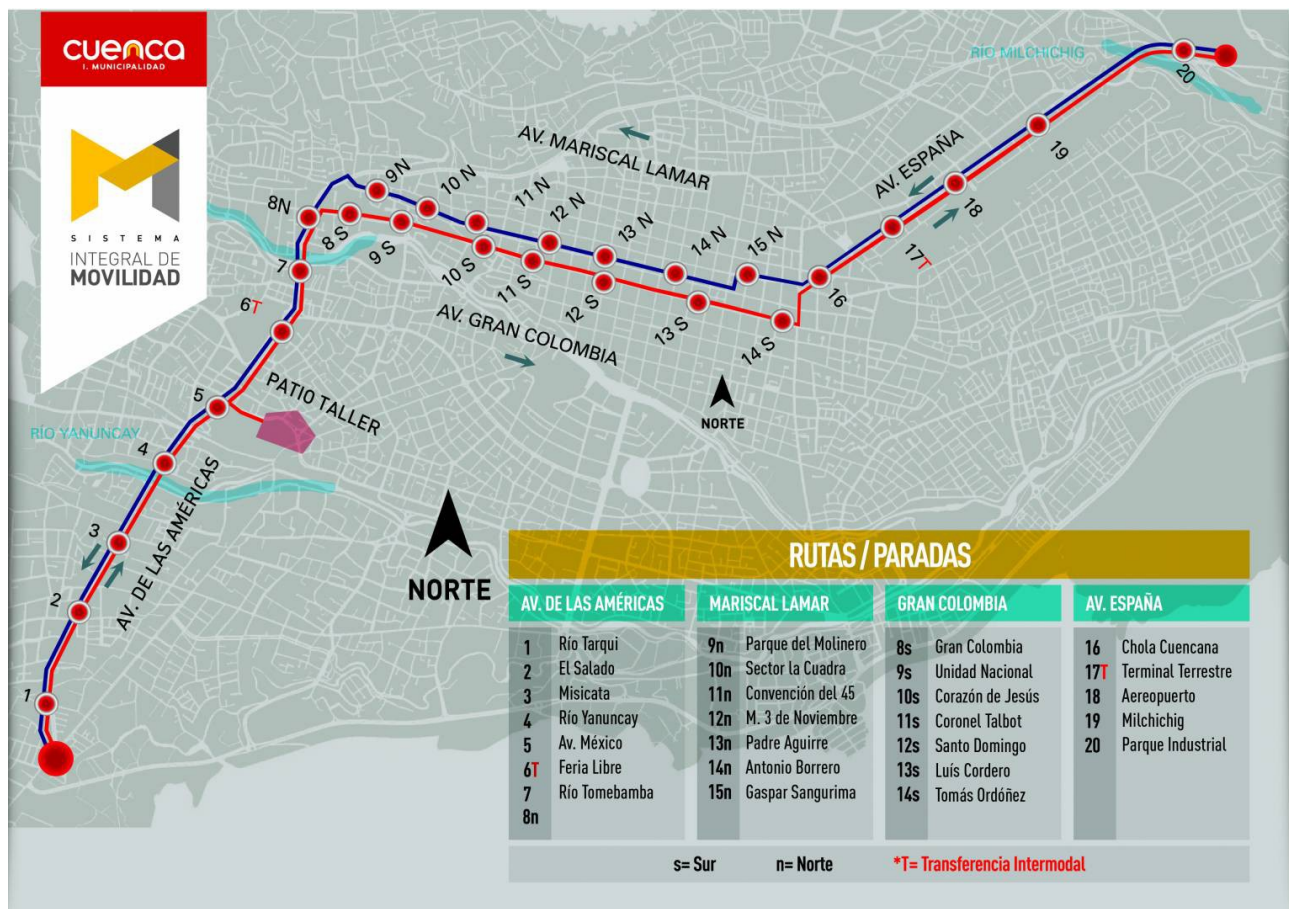 cuenca
I. MUNICIPALIDAD
SISTEMA
INTEGRAL DE
MOVILIDAD
RÍO MILCHICHIG
20
19
AV. ESPAÑA
18
17T
16
AV. MARISCAL LAMAR
9N
10 N
11 N
12 N
13 N
14 N
15 N
8N
8 S
9 S
10 S
11 S
12 S
13 S
14 S
AV. GRAN COLOMBIA
7
6T
PATIO TALLER
5
RÍO YANUNCAY
4
3
AV. DE LAS AMÉRICAS
2
1
NORTE
NORTE
RUTAS / PARADAS
AV. DE LAS AMÉRICAS
1 Río Tarqui
2 El Salado
3 Misicata
4 Río Yanuncay
5 Av. México
6T Feria Libre
7 Río Tomebamba
8n
MARISCAL LAMAR
9n Parque del Molinero
10n Sector la Cuadra
11n Convención del 45
12n M. 3 de Noviembre
13n Padre Aguirre
14n Antonio Borrero
15n Gaspar Sangurima
GRAN COLOMBIA
8s Gran Colombia
9s Unidad Nacional
10s Corazón de Jesús
11s Coronel Talbot
12s Santo Domingo
13s Luís Cordero
14s Tomás Ordóñez
AV. ESPAÑA
16 Chola Cuencana
17T Terminal Terrestre
18 Aereopuerto
19 Milchichig
20 Parque Industrial
s= Sur n= Norte *T= Transferencia Intermodal